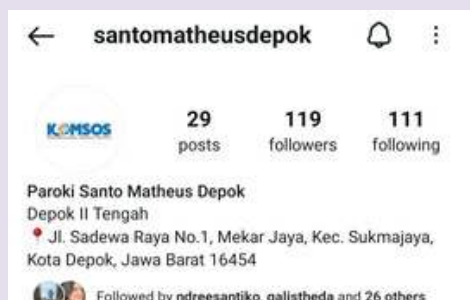 santomatheusdepok
KOMSOS
29 119 111
posts followers following
Paroki Santo Matheus Depok
Depok II Tengah
📍 Jl. Sadewa Raya No.1, Mekar Jaya, Kec. Sukmajaya,
Kota Depok, Jawa Barat 16454
Followed by ndreesantiko, galistheda and 26 others